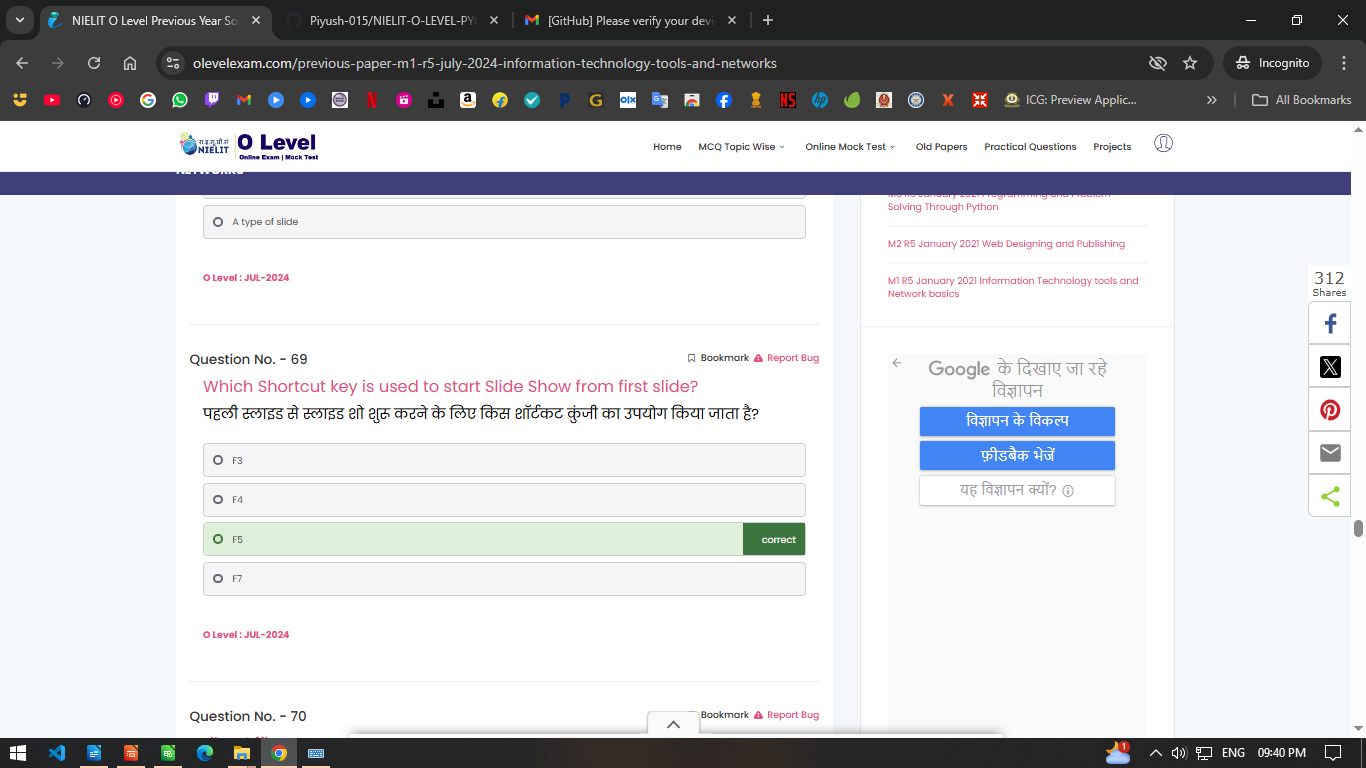 NIELIT O Level Previous Year So
Piyush-015/NIELIT-O-LEVEL-PY
[GitHub] Please verify your devi
olevelexam.com/previous-paper-m1-r5-july-2024-information-technology-tools-and-networks
Incognito
ICG: Preview Applic...
All Bookmarks
NIELIT
O Level
Online Exam | Mock Test
Home
MCQ Topic Wise
Online Mock Test
Old Papers
Practical Questions
Projects
NETWORKS
A type of slide
O Level : JUL-2024
Question No. - 69
Bookmark
Report Bug
Which Shortcut key is used to start Slide Show from first slide?
पहली स्लाइड से स्लाइड शो शुरू करने के लिए किस शॉर्टकट कुंजी का उपयोग किया जाता है?
F3
F4
F5
correct
F7
O Level : JUL-2024
Question No. - 70
Bookmark
Report Bug
Solving Through Python
M2 R5 January 2021 Web Designing and Publishing
M1 R5 January 2021 Information Technology tools and
Network basics
Google के दिखाए जा रहे
विज्ञापन
विज्ञापन के विकल्प
फ़ीडबैक भेजें
यह विज्ञापन क्यों?
312
Shares
1
ENG
09:40 PM